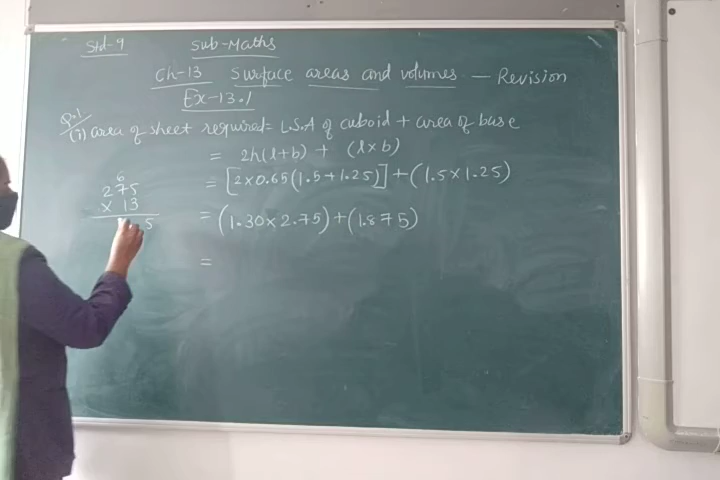 Std-9 Sub-Maths
Ch-13 Surface areas and volumes - Revision
Ex-13.1
Q.1
(i) area of sheet required = L.S.A of cuboid + area of base
= 2h(l+b) + (l×b)
= [2×0.65(1.5+1.25)] + (1.5×1.25)
= (1.30×2.75) + (1.875)
=
6
275
×13
5